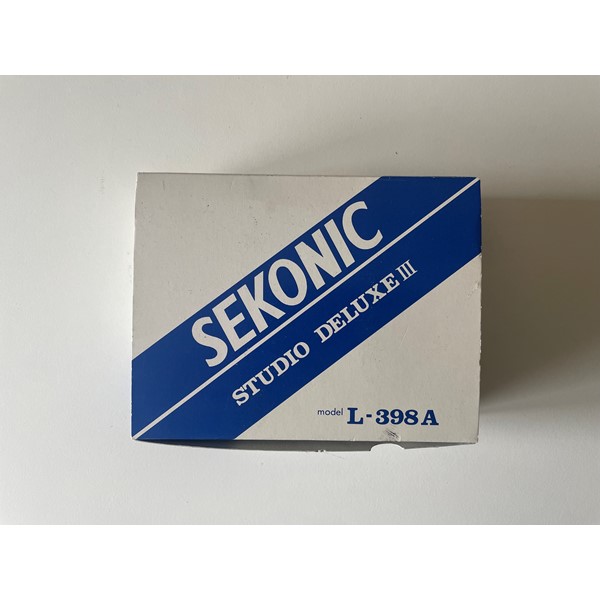 SEKONIC
STUDIO DELUXE III
model L-398A